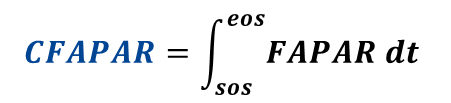 CFAPAR = ∫_{sos}^{eos} FAPAR dt